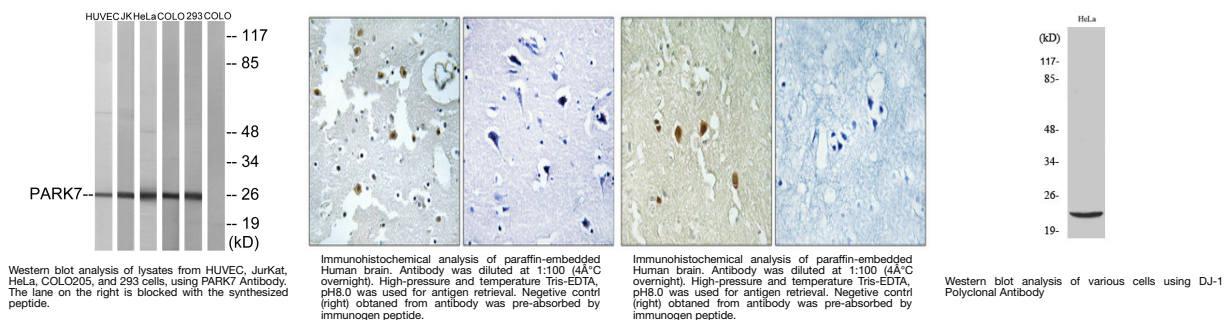 HUVEC JK HeLa COLO 293 COLO
-- 117
-- 85
-- 48
-- 34
PARK7-- -- 26
-- 19
(kD)
Western blot analysis of lysates from HUVEC, JurKat,
HeLa, COLO205, and 293 cells, using PARK7 Antibody.
The lane on the right is blocked with the synthesized
peptide.
Immunohistochemical analysis of paraffin-embedded
Human brain. Antibody was diluted at 1:100 (4Â°C
overnight). High-pressure and temperature Tris-EDTA,
pH8.0 was used for antigen retrieval. Negetive contrl
(right) obtaned from antibody was pre-absorbed by
immunogen peptide.
Immunohistochemical analysis of paraffin-embedded
Human brain. Antibody was diluted at 1:100 (4Â°C
overnight). High-pressure and temperature Tris-EDTA,
pH8.0 was used for antigen retrieval. Negetive contrl
(right) obtaned from antibody was pre-absorbed by
immunogen peptide.
HeLa
(kD)
117-
85-
48-
34-
26-
19-
Western blot analysis of various cells using DJ-1
Polyclonal Antibody